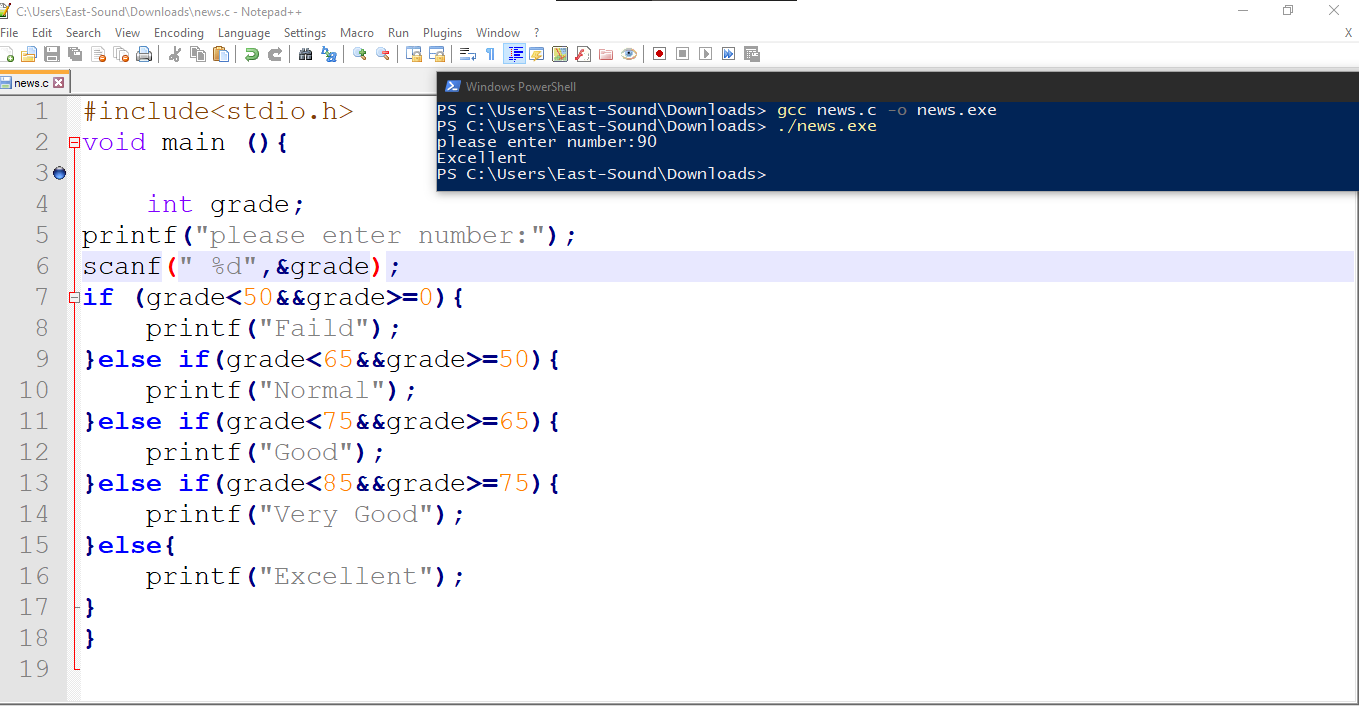 C:\Users\East-Sound\Downloads\news.c - Notepad++
File Edit Search View Encoding Language Settings Macro Run Plugins Window ? X
news.c
Windows PowerShell
PS C:\Users\East-Sound\Downloads> gcc news.c -o news.exe
PS C:\Users\East-Sound\Downloads> ./news.exe
please enter number:90
Excellent
PS C:\Users\East-Sound\Downloads>
1 #include<stdio.h>
2 void main (){
3
4 int grade;
5 printf("please enter number:");
6 scanf(" %d",&grade);
7 if (grade<50&&grade>=0){
8 printf("Faild");
9 }else if(grade<65&&grade>=50){
10 printf("Normal");
11 }else if(grade<75&&grade>=65){
12 printf("Good");
13 }else if(grade<85&&grade>=75){
14 printf("Very Good");
15 }else{
16 printf("Excellent");
17 }
18 }
19